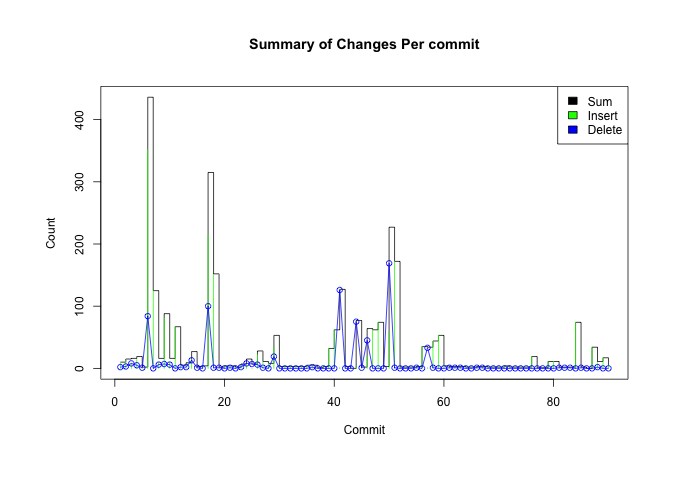 Summary of Changes Per commit
Sum
Insert
Delete
Count
400
300
200
100
0
0 20 40 60 80
Commit